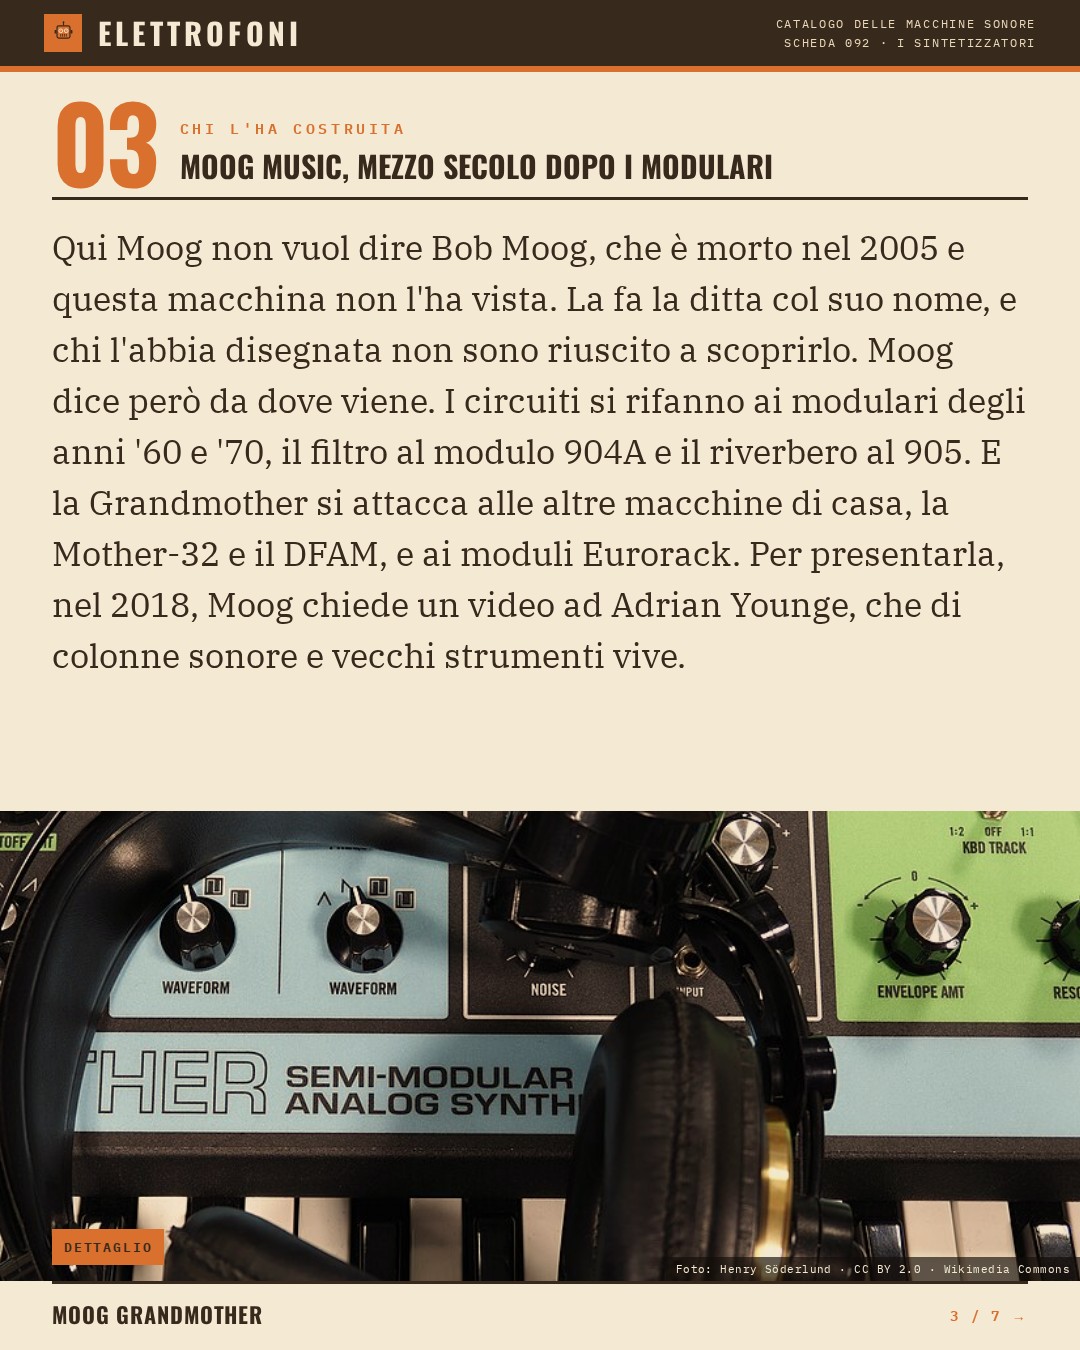 ELETTROFONI
CATALOGO DELLE MACCHINE SONORE
SCHEDA 092 · I SINTETIZZATORI
03
CHI L'HA COSTRUITA
MOOG MUSIC, MEZZO SECOLO DOPO I MODULARI
Qui Moog non vuol dire Bob Moog, che è morto nel 2005 e
questa macchina non l'ha vista. La fa la ditta col suo nome, e
chi l'abbia disegnata non sono riuscito a scoprirlo. Moog
dice però da dove viene. I circuiti si rifanno ai modulari degli
anni '60 e '70, il filtro al modulo 904A e il riverbero al 905. E
la Grandmother si attacca alle altre macchine di casa, la
Mother-32 e il DFAM, e ai moduli Eurorack. Per presentarla,
nel 2018, Moog chiede un video ad Adrian Younge, che di
colonne sonore e vecchi strumenti vive.
1:2 OFF 1:1
KBD TRACK
0
- +
+
WAVEFORM
WAVEFORM
NOISE
ENVELOPE AMT
THER
SEMI-MODULAR
ANALOG SYNTH
DETTAGLIO
Foto: Henry Söderlund · CC BY 2.0 · Wikimedia Commons
MOOG GRANDMOTHER
3 / 7 →